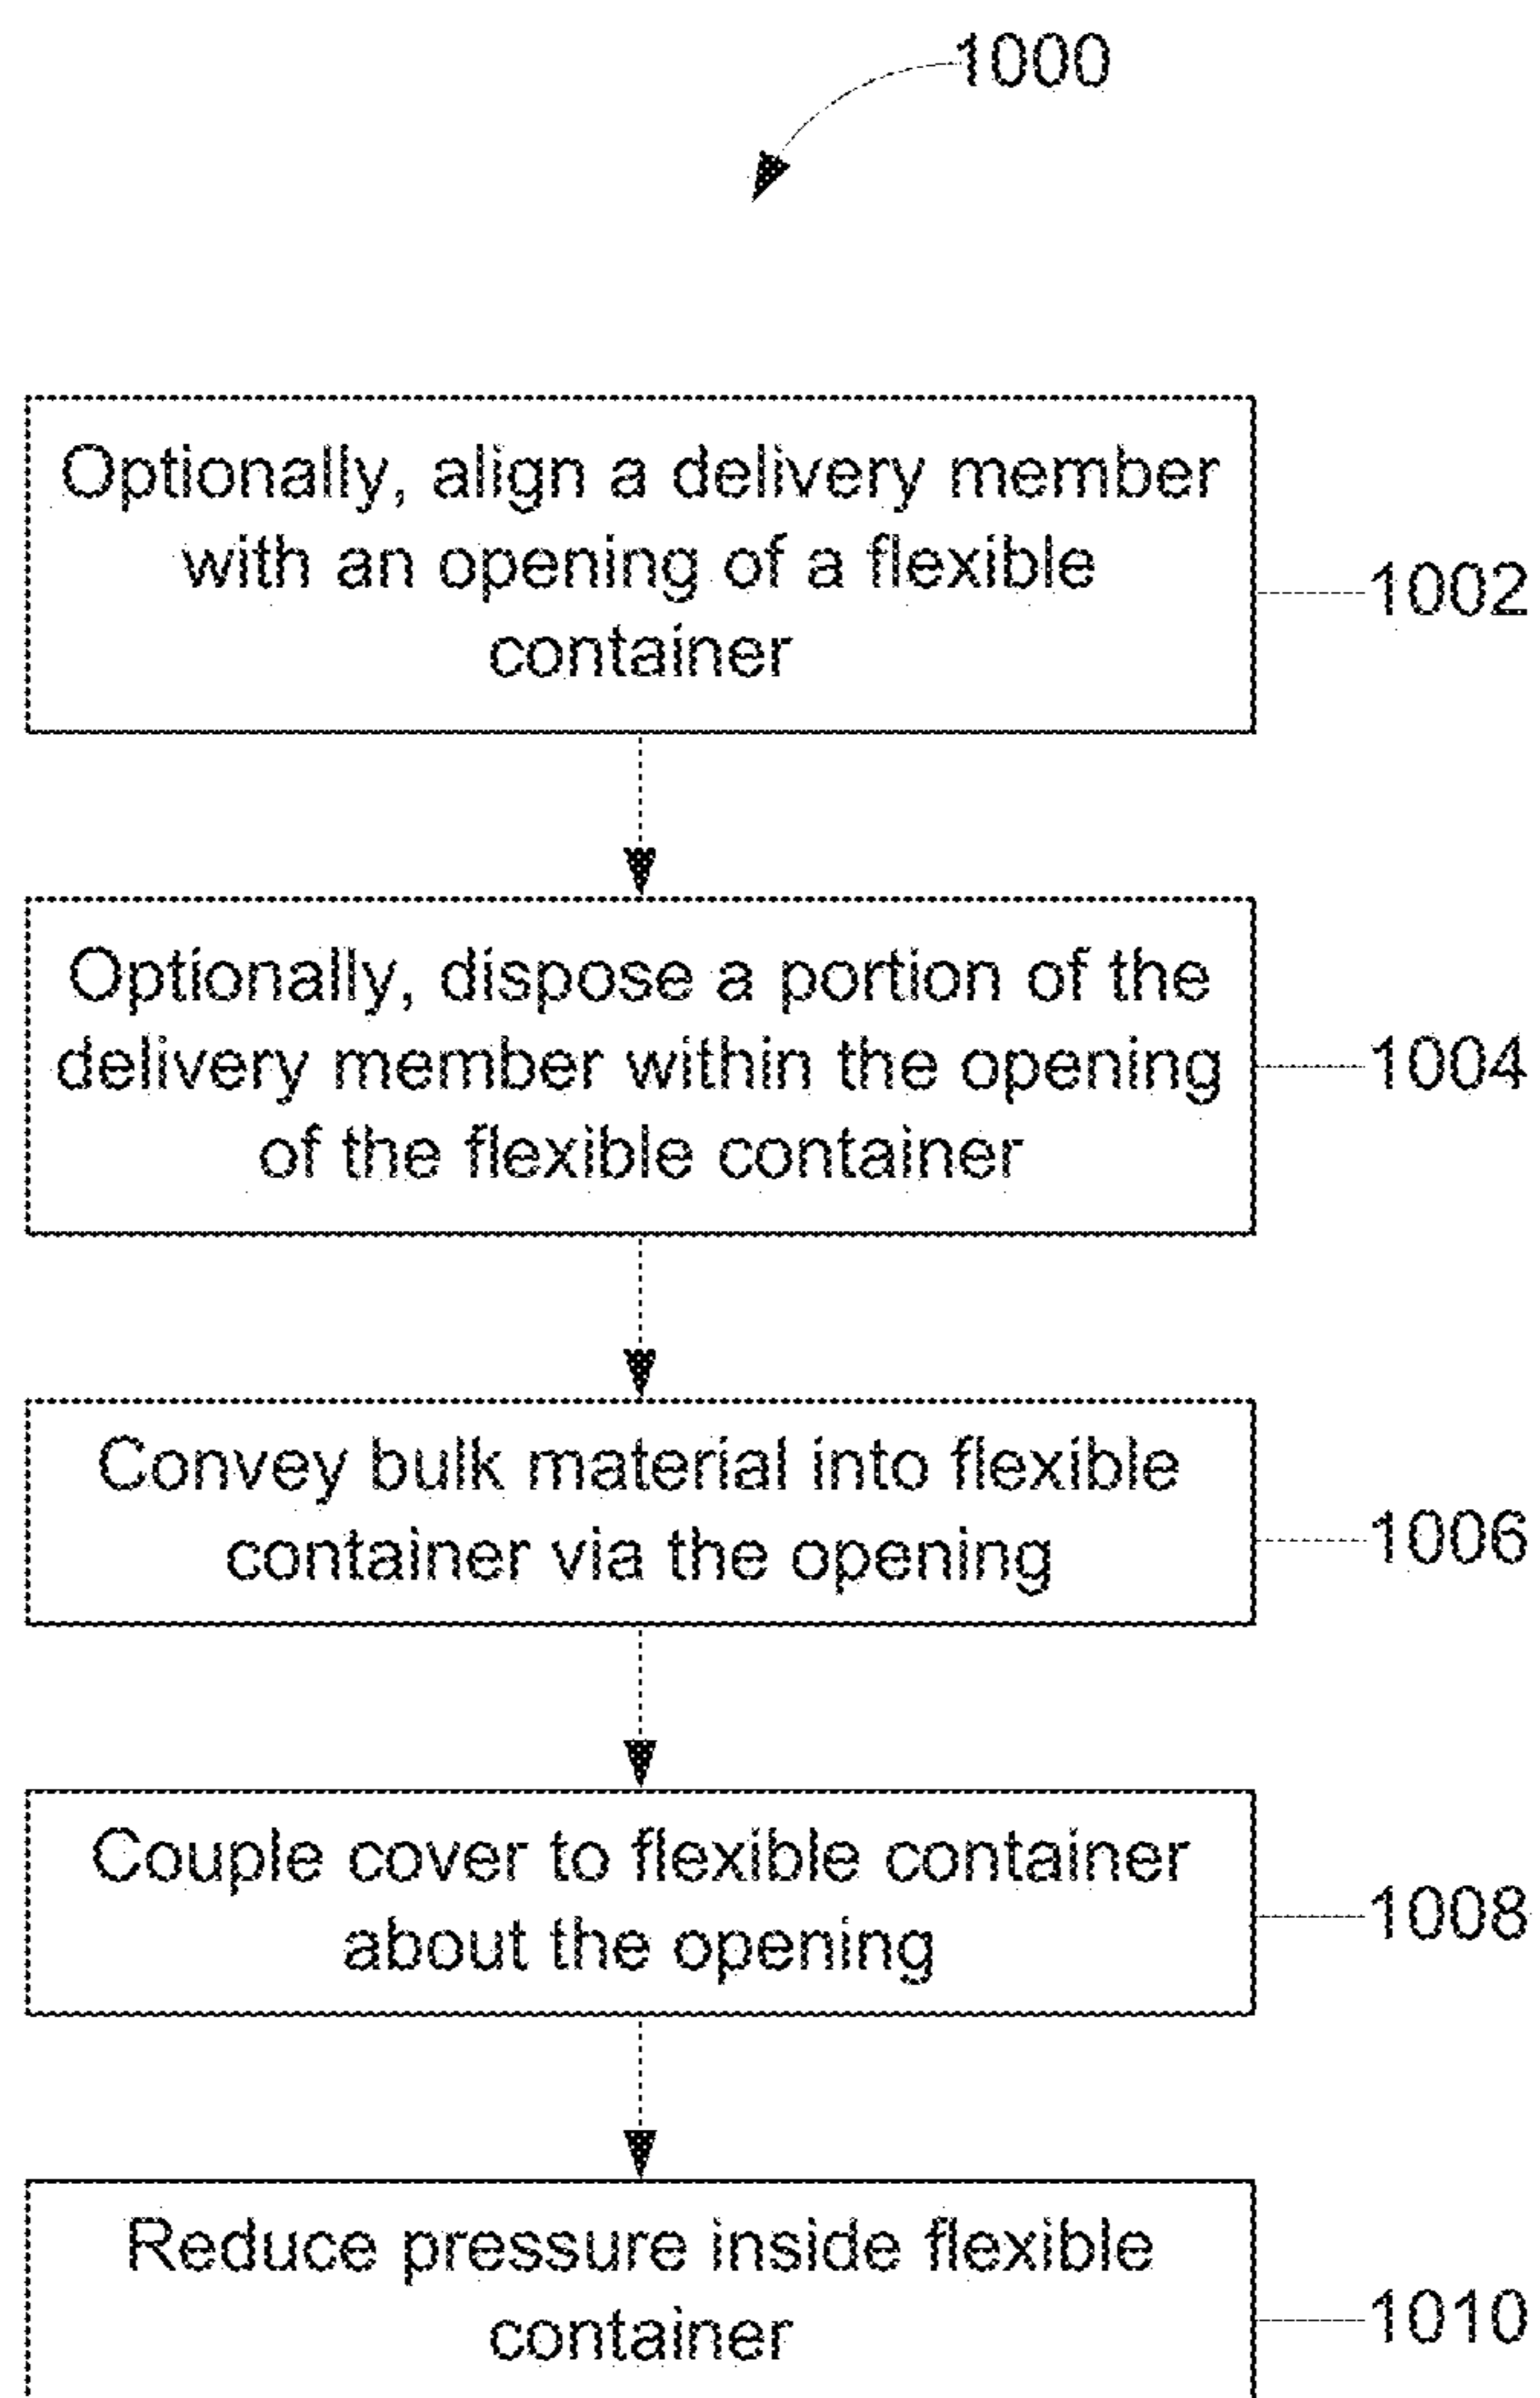 1000
Optionally, align a delivery member
with an opening of a flexible
container
1002
Optionally, dispose a portion of the
delivery member within the opening
of the flexible container
1004
Convey bulk material into flexible
container via the opening
1006
Couple cover to flexible container
about the opening
1008
Reduce pressure inside flexible
container
1010